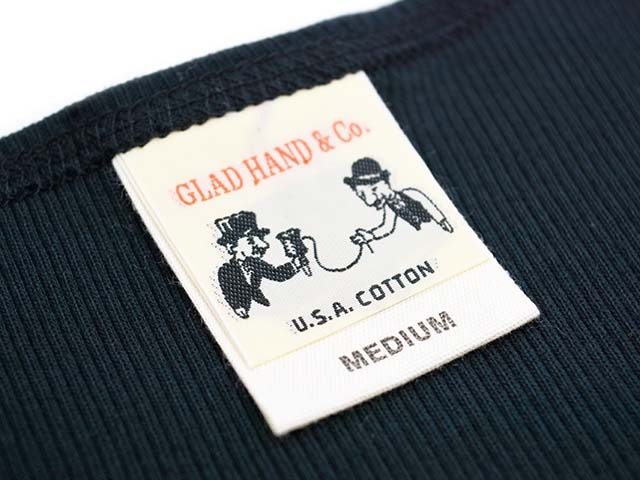 GLAD HAND & Co.
U.S.A. COTTON
MEDIUM